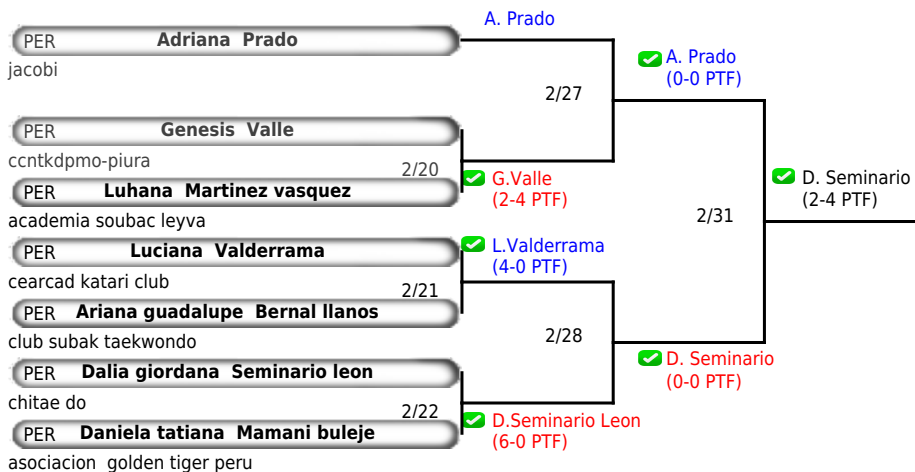 A. Prado
PER Adriana Prado
jacobi
A. Prado
(0-0 PTF)
2/27
PER Genesis Valle
ccntkdpmo-piura
2/20
G.Valle
(2-4 PTF)
PER Luhana Martinez vasquez
academia soubac leyva
D. Seminario
(2-4 PTF)
2/31
PER Luciana Valderrama
cearcad katari club
L.Valderrama
(4-0 PTF)
2/21
PER Ariana guadalupe Bernal llanos
club subak taekwondo
2/28
PER Dalia giordana Seminario leon
chitae do
D. Seminario
(0-0 PTF)
2/22
PER Daniela tatiana Mamani buleje
asociacion golden tiger peru
D.Seminario Leon
(6-0 PTF)